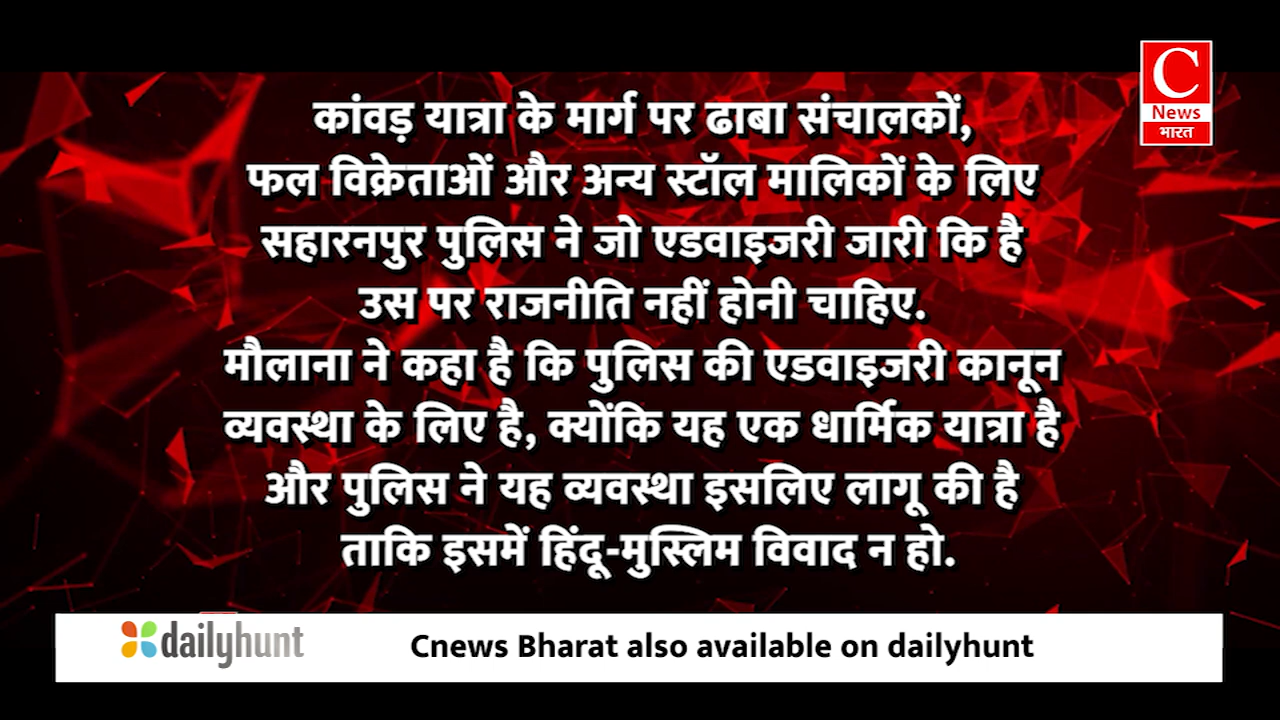 C
News
भारत
कांवड़ यात्रा के मार्ग पर ढाबा संचालकों,
फल विक्रेताओं और अन्य स्टॉल मालिकों के लिए
सहारनपुर पुलिस ने जो एडवाइजरी जारी कि है
उस पर राजनीति नहीं होनी चाहिए.
मौलाना ने कहा है कि पुलिस की एडवाइजरी कानून
व्यवस्था के लिए है, क्योंकि यह एक धार्मिक यात्रा है
और पुलिस ने यह व्यवस्था इसलिए लागू की है
ताकि इसमें हिंदू-मुस्लिम विवाद न हो.
dailyhunt
Cnews Bharat also available on dailyhunt